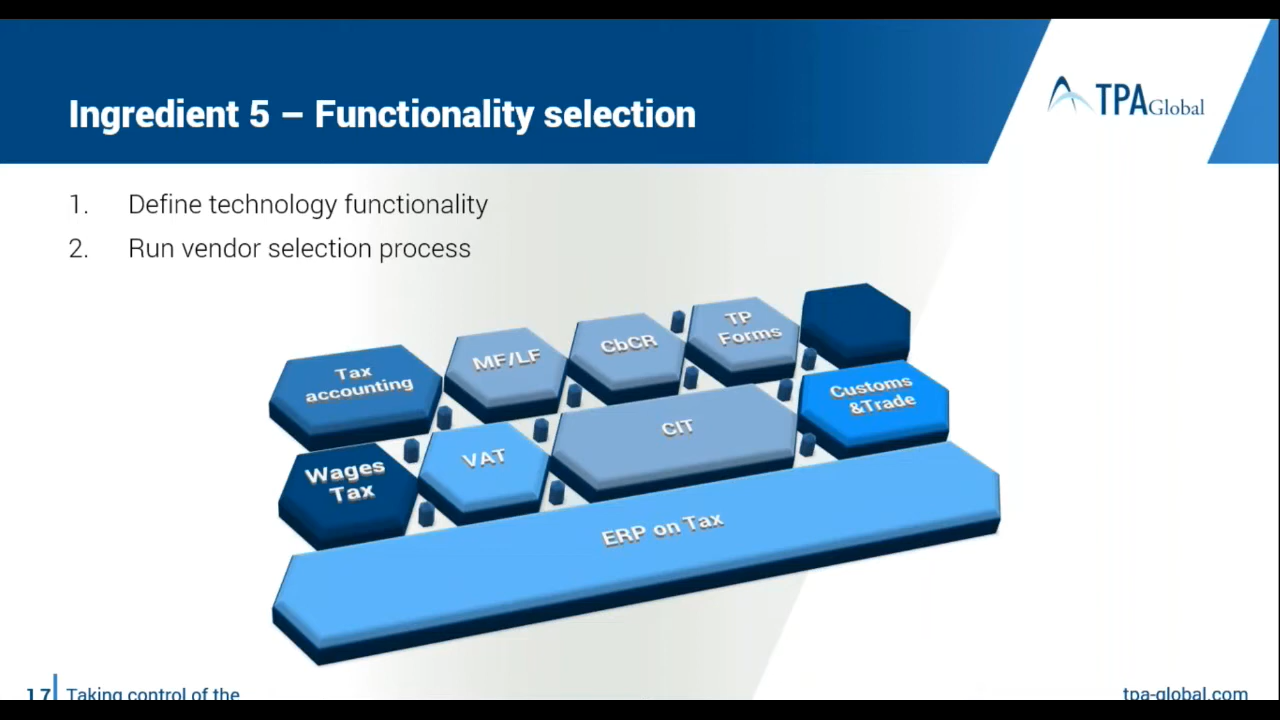 Ingredient 5 – Functionality selection
TPA Global
1. Define technology functionality
2. Run vendor selection process
Tax
accounting
MF/LF
CbCR
TP
Forms
Customs
&Trade
Wages
Tax
VAT
CIT
ERP on Tax
17 Taking control of the
tpa-global.com